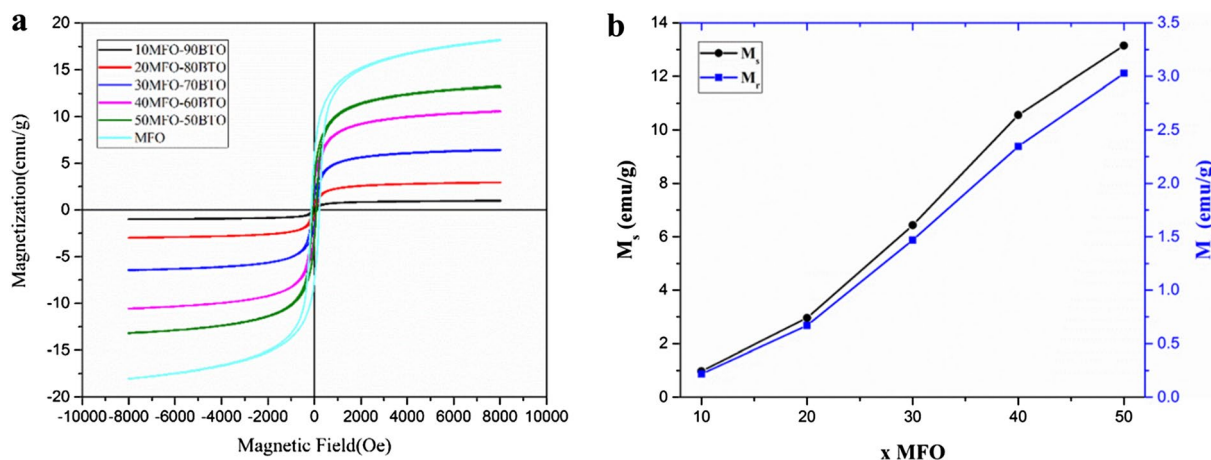 a
20
15
10
5
0
-5
-10
-15
-20
Magnetization(emu/g)
10MFO-90BTO
20MFO-80BTO
30MFO-70BTO
40MFO-60BTO
50MFO-50BTO
MFO
-10000 -8000 -6000 -4000 -2000 0 2000 4000 6000 8000 10000
Magnetic Field(Oe)
b
14
12
10
8
6
4
2
0
Ms (emu/g)
Ms
Mr
3.5
3.0
2.5
2.0
1.5
1.0
0.5
0.0
M (emu/g)
10 20 30 40 50
x MFO